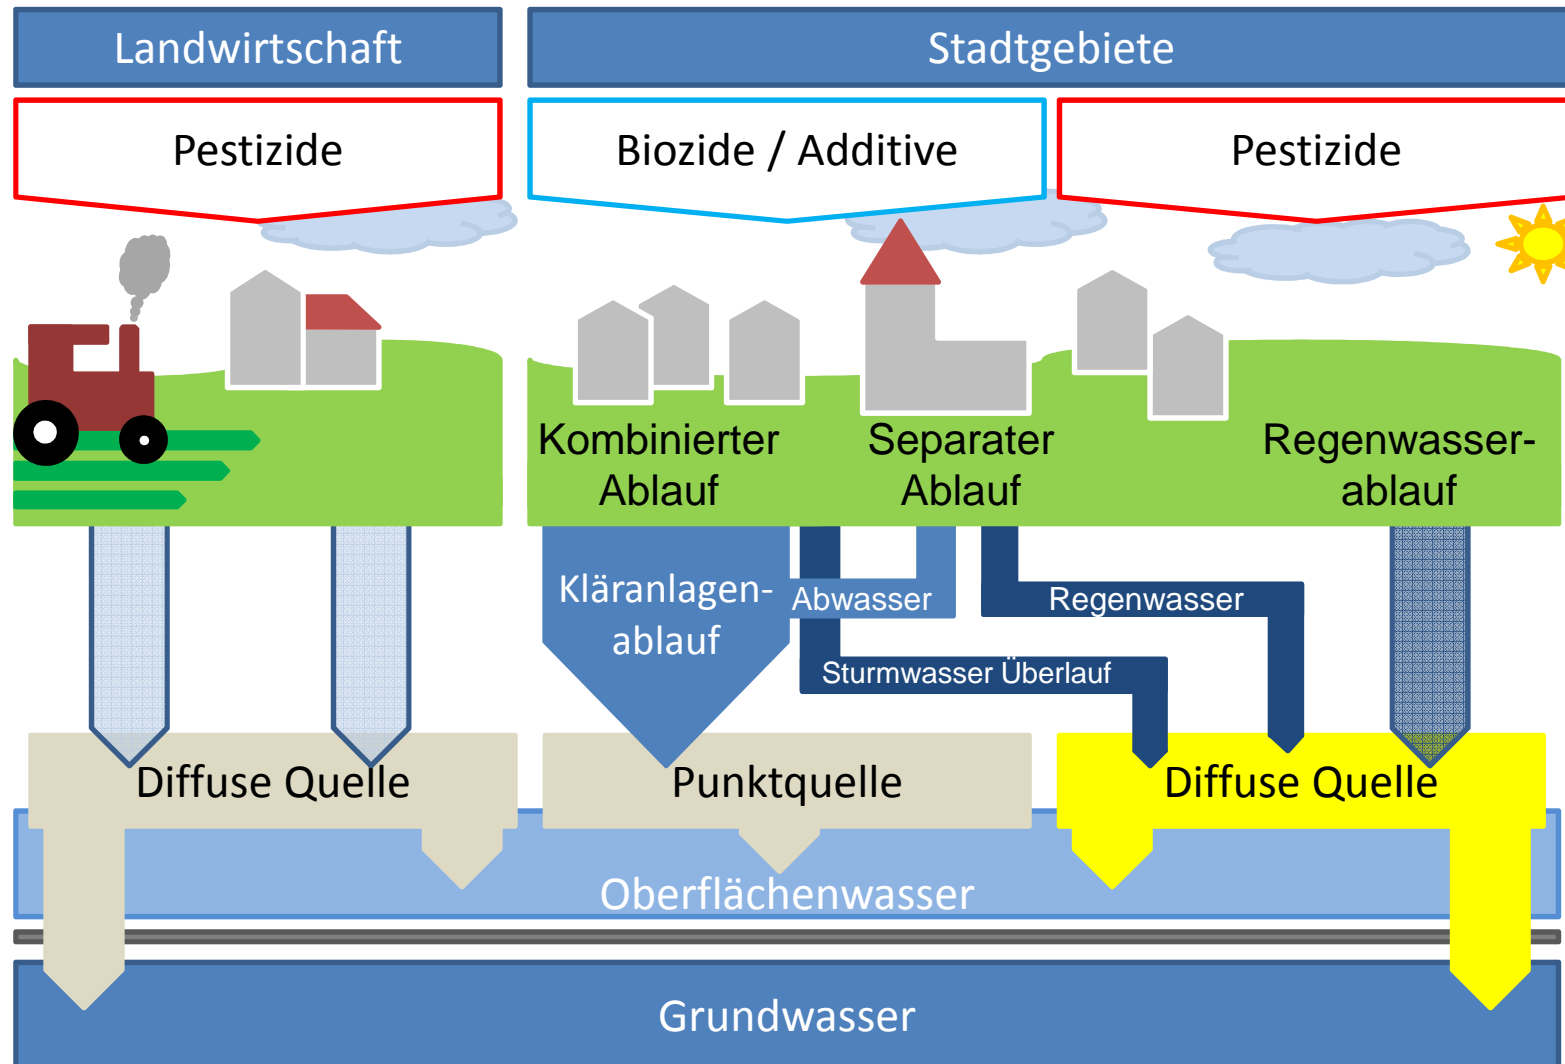 Landwirtschaft
Stadtgebiete
Pestizide
Biozide / Additive
Pestizide
Kombinierter
Ablauf
Separater
Ablauf
Regenwasser-
ablauf
Kläranlagen-
ablauf
Abwasser
Regenwasser
Sturmwasser Überlauf
Diffuse Quelle
Punktquelle
Diffuse Quelle
Oberflächenwasser
Grundwasser